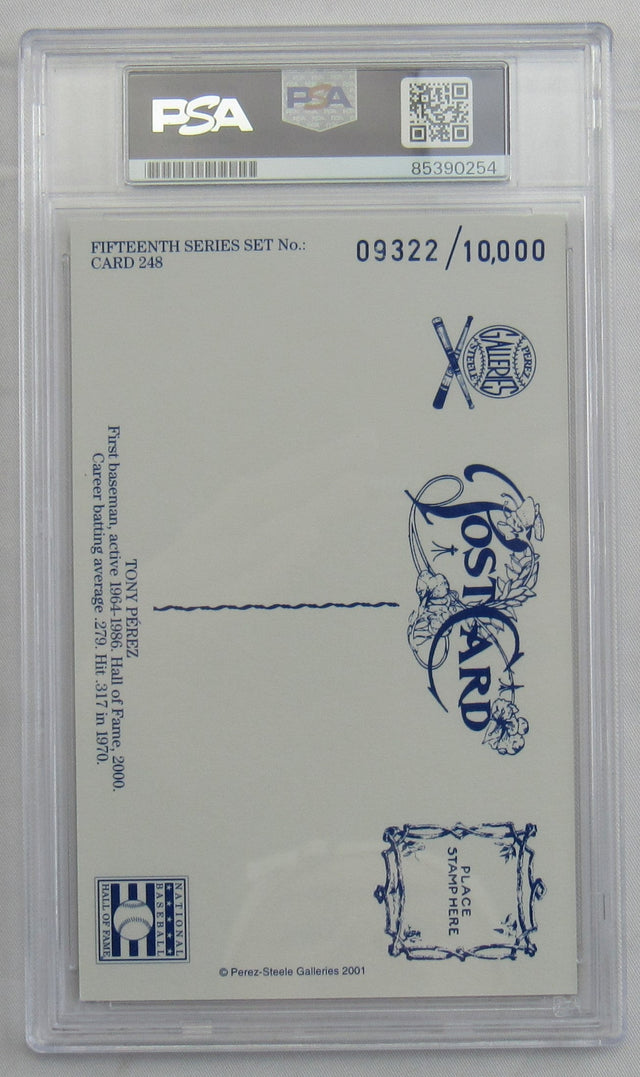 PSA
PSA
85390254
FIFTEENTH SERIES SET No.:
CARD 248
09322/10,000
PEREZ
GALLERIES
STEELE
POST CARD
TONY PÉREZ
First baseman, active 1964-1986. Hall of Fame, 2000.
Career batting average .279. Hit .317 in 1970.
PLACE
STAMP HERE
NATIONAL
BASEBALL
HALL OF FAME
© Perez-Steele Galleries 2001